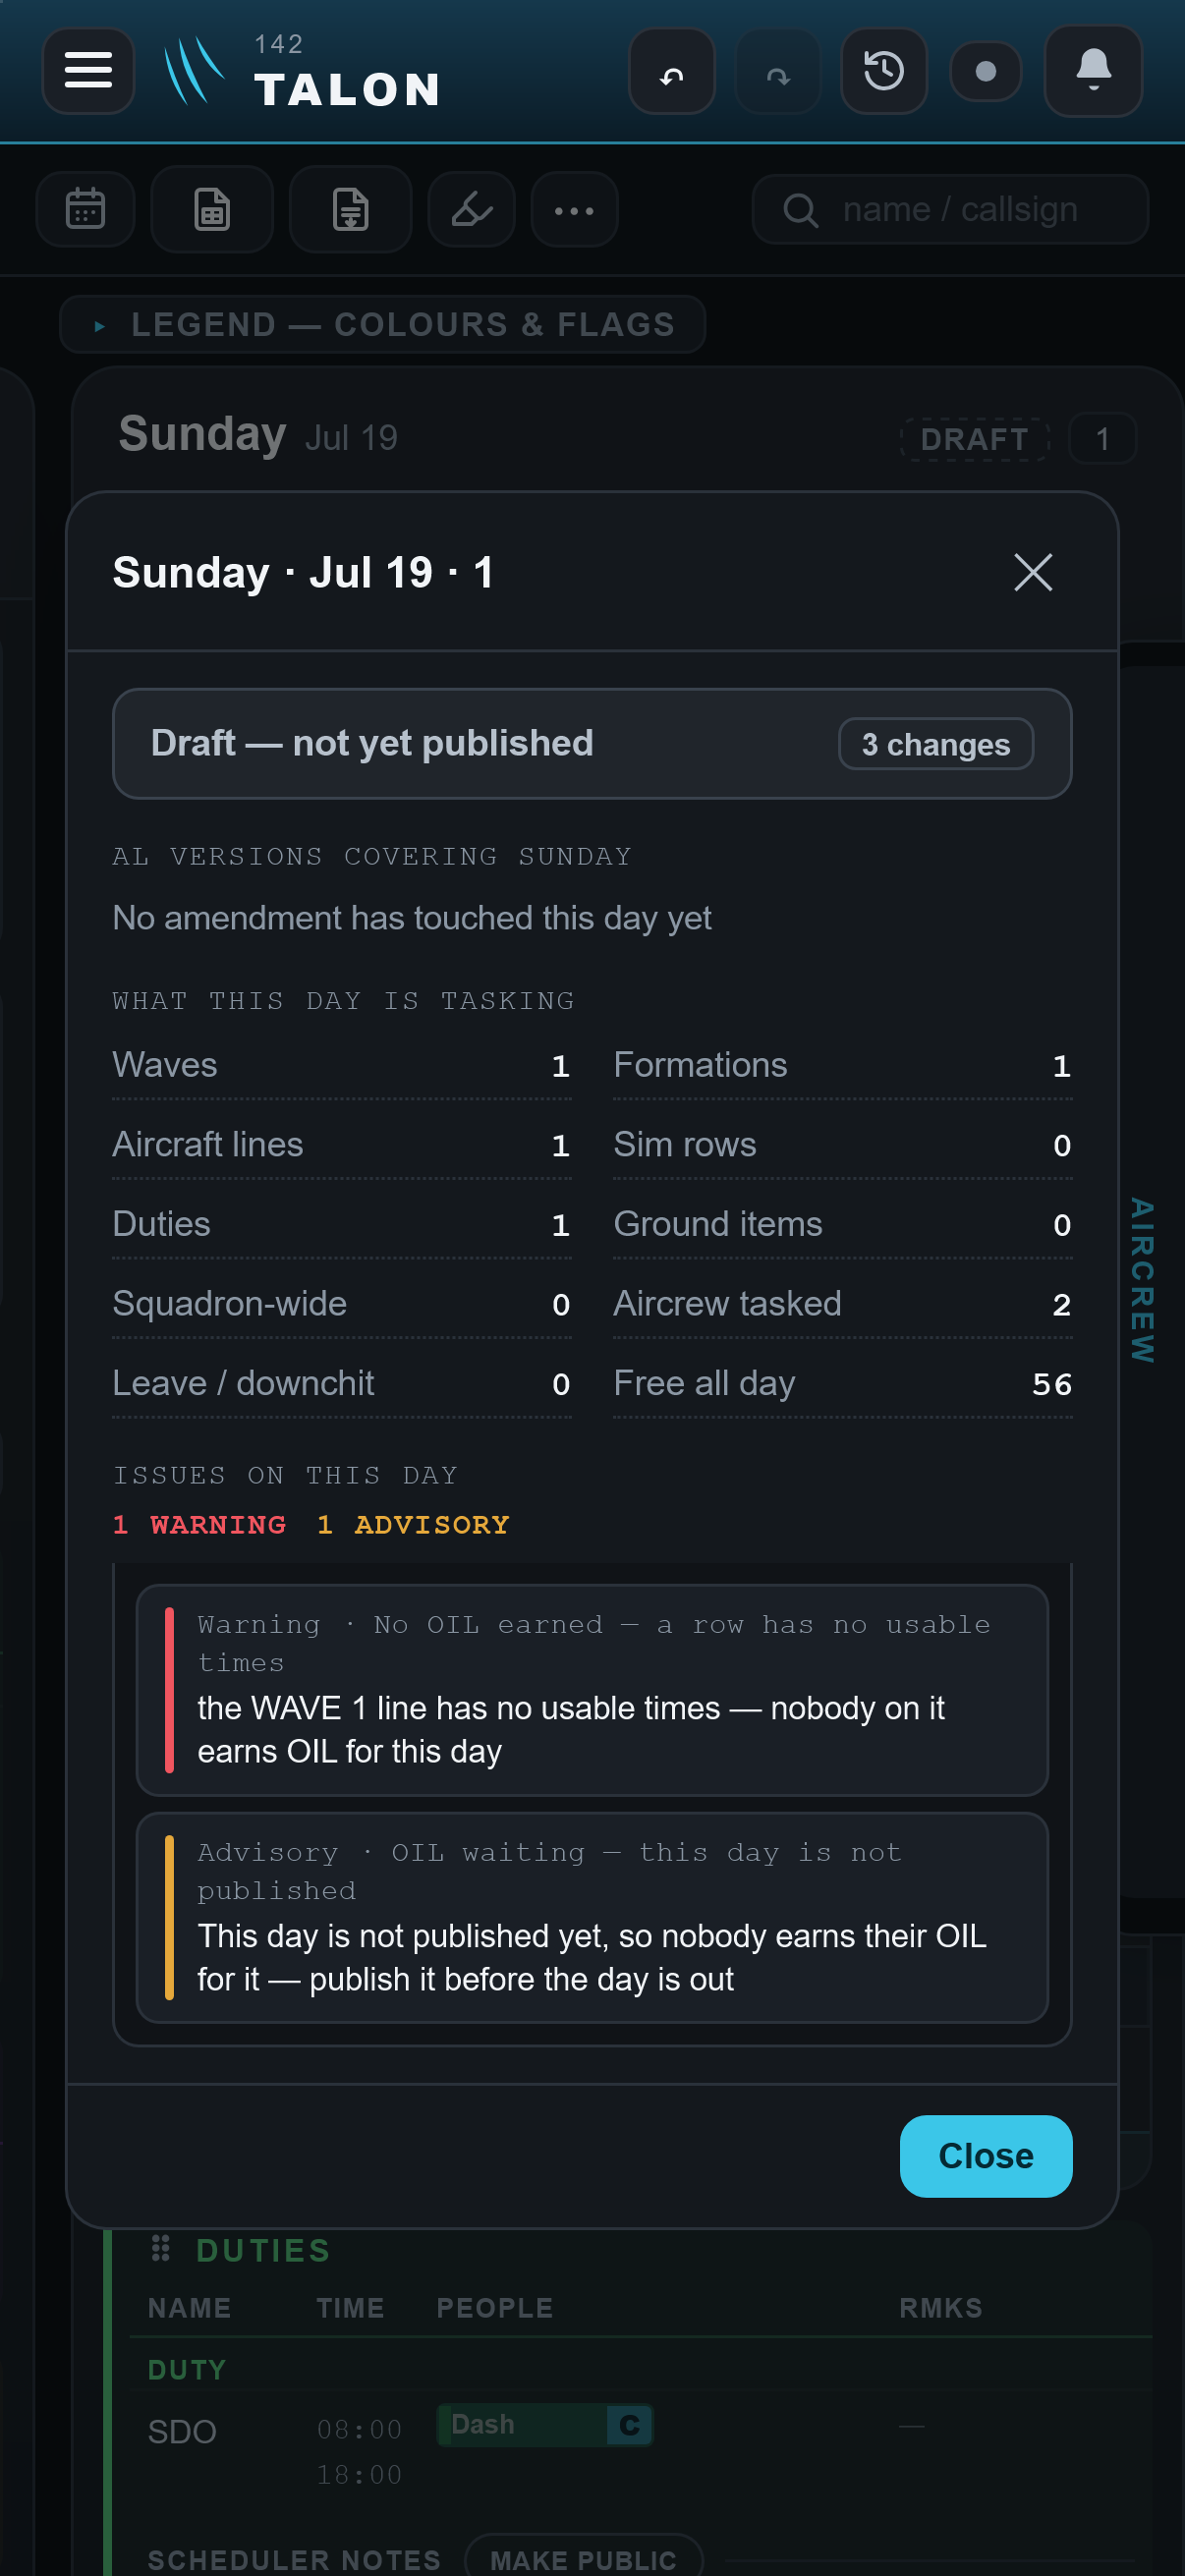 142
TALON
name / callsign
▸ LEGEND — COLOURS & FLAGS
Sunday Jul 19
DRAFT
1
Sunday · Jul 19 · 1
Draft — not yet published
3 changes
AL VERSIONS COVERING SUNDAY
No amendment has touched this day yet
WHAT THIS DAY IS TASKING
Waves 1
Formations 1
Aircraft lines 1
Sim rows 0
Duties 1
Ground items 0
Squadron-wide 0
Aircrew tasked 2
Leave / downchit 0
Free all day 56
AIRCREW
ISSUES ON THIS DAY
1 WARNING 1 ADVISORY
Warning · No OIL earned — a row has no usable
times
the WAVE 1 line has no usable times — nobody on it
earns OIL for this day
Advisory · OIL waiting — this day is not
published
This day is not published yet, so nobody earns their OIL
for it — publish it before the day is out
Close
DUTIES
NAME TIME PEOPLE RMKS
DUTY
SDO 08:00 Dash C —
18:00
SCHEDULER NOTES MAKE PUBLIC